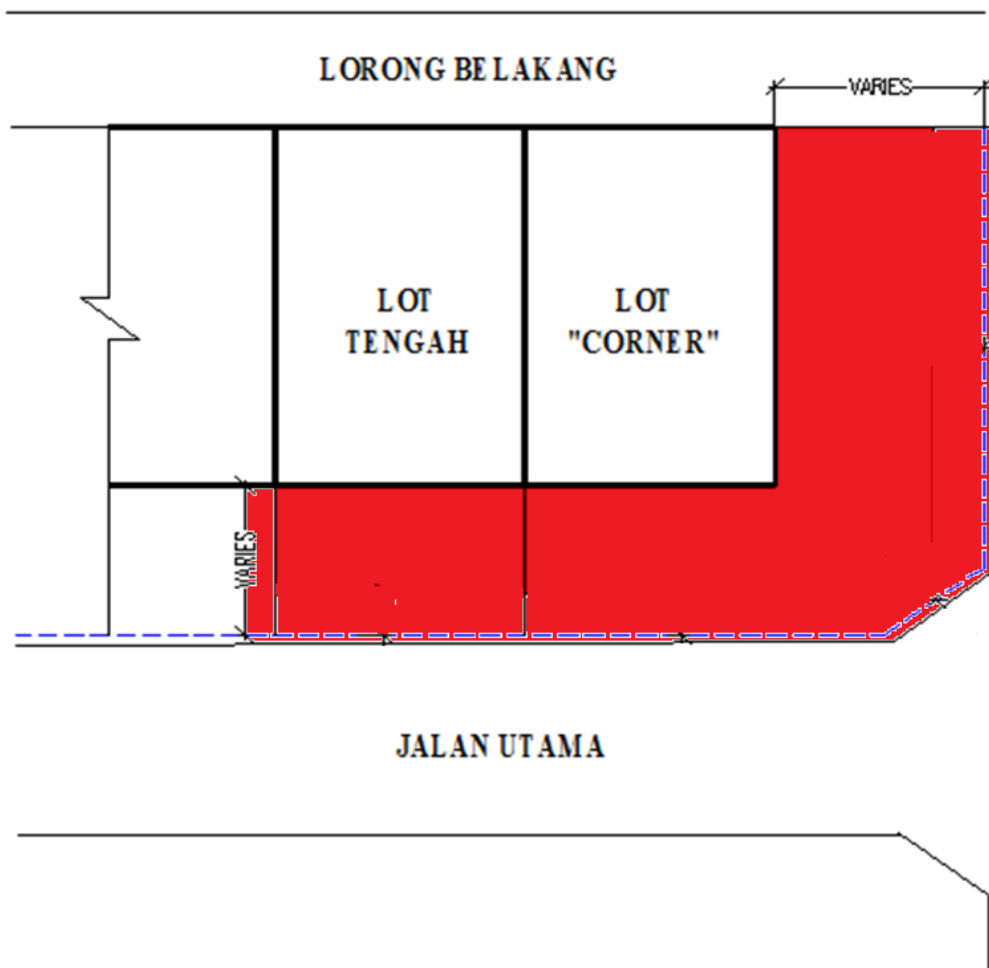 LORONG BELAKANG
VARIES
LOT
TENGAH
LOT
"CORNER"
VARIES
JALAN UTAMA